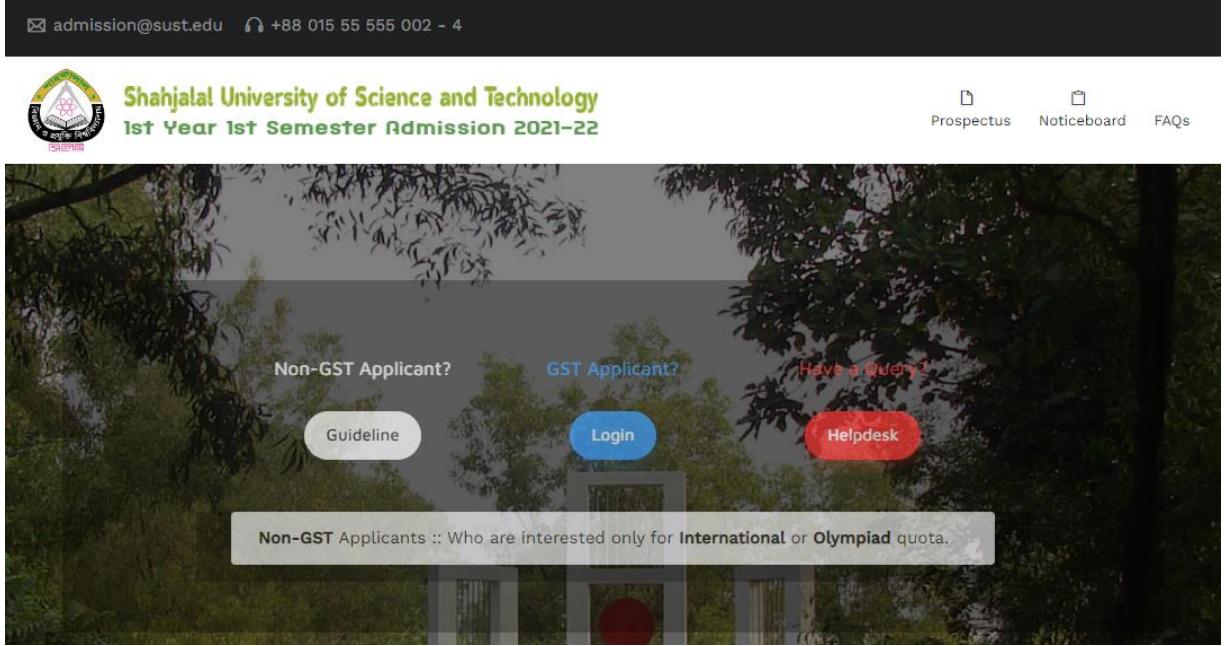 admission@sust.edu +88 015 55 555 002 - 4
Shahjalal University of Science and Technology
1st Year 1st Semester Admission 2021-22
Prospectus Noticeboard FAQs
Non-GST Applicant? GST Applicant? Have a Query?
Guideline Login Helpdesk
Non-GST Applicants :: Who are interested only for International or Olympiad quota.